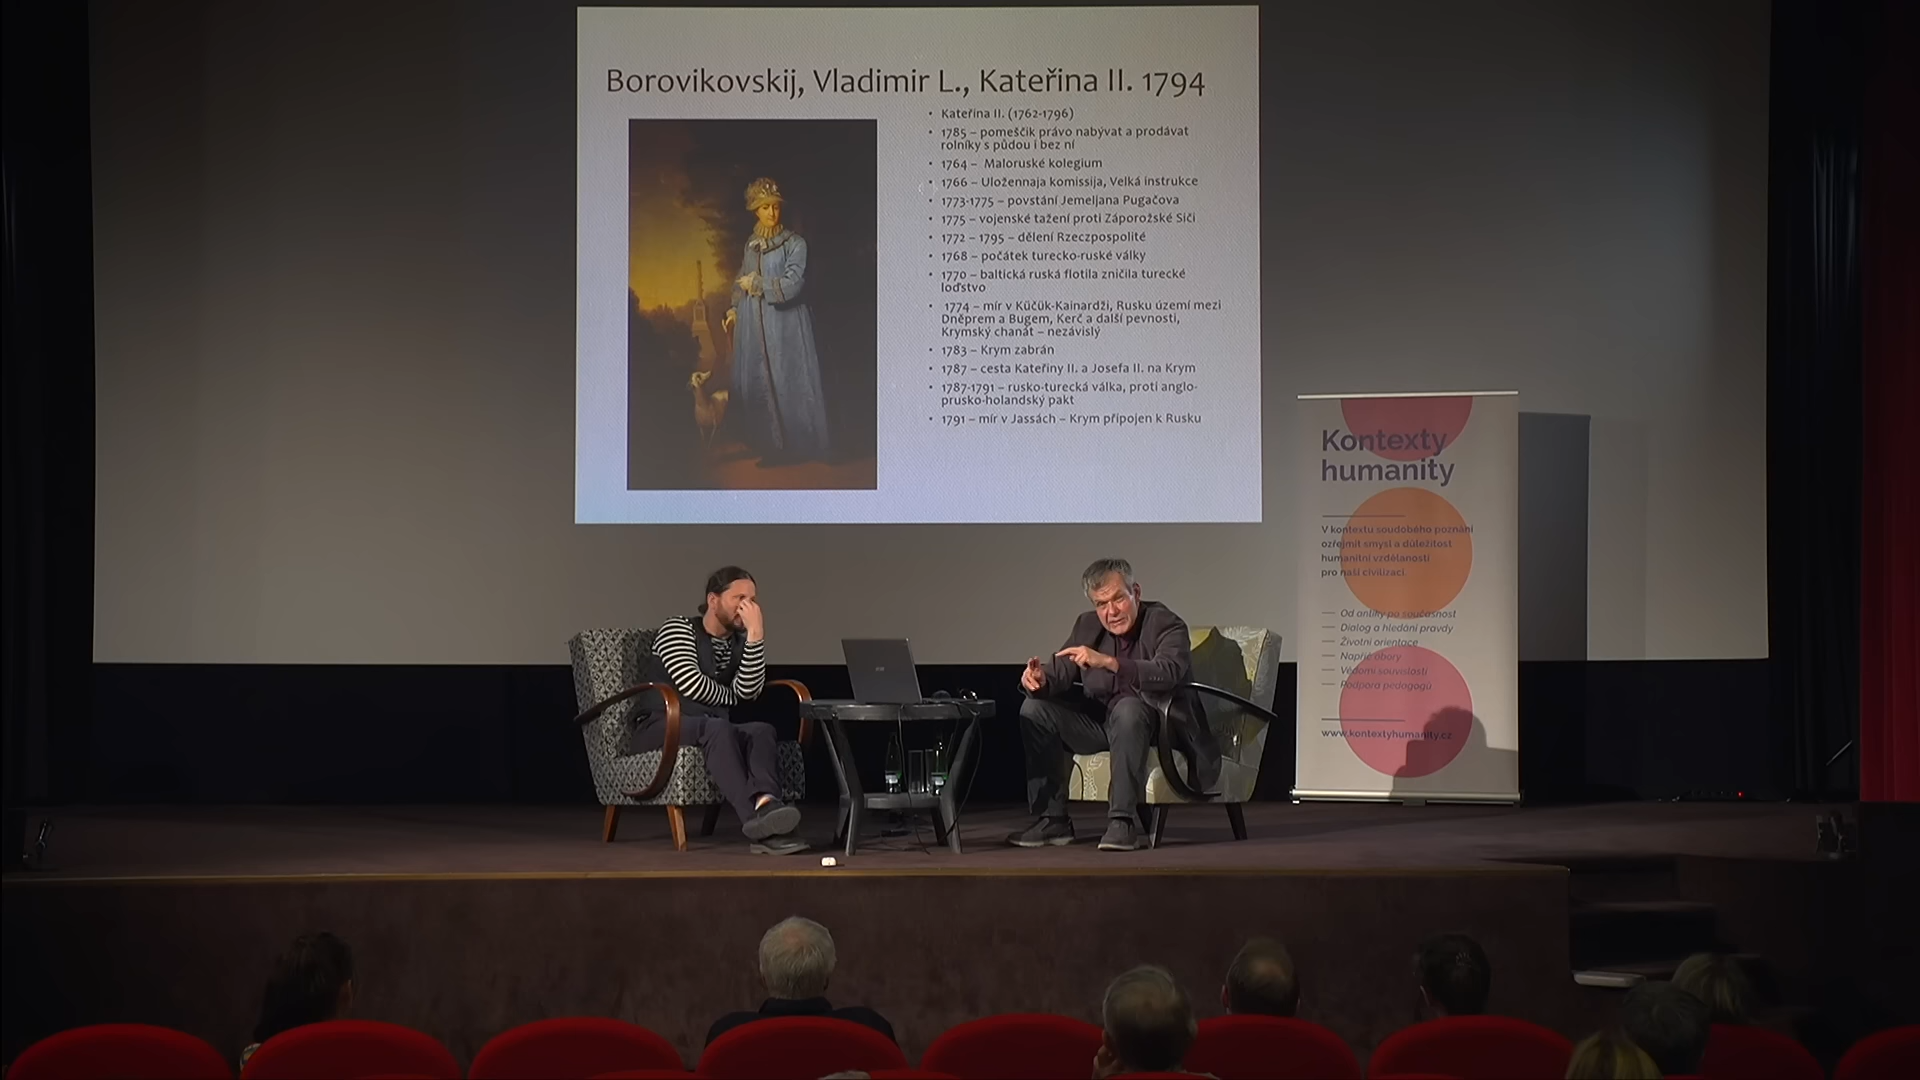 Borovikovskij, Vladimir L., Kateřina II. 1794
• Kateřina II. (1762-1796)
• 1785 – pomeščik právo nabývat a prodávat
rolníky s půdou i bez ní
• 1764 – Maloruské kolegium
• 1766 – Uložennaja komissija, Velká instrukce
• 1773-1775 – povstání Jemeljana Pugačova
• 1775 – vojenské tažení proti Záporožské Siči
• 1772 – 1795 – dělení Rzeczpospolité
• 1768 – počátek turecko-ruské války
• 1770 – baltická ruská flotila zničila turecké
loďstvo
• 1774 – mír v Küčük-Kainardži, Rusku území mezi
Dněprem a Bugem, Kerč a další pevnosti,
Krymský chanát – nezávislý
• 1783 – Krym zabrán
• 1787 – cesta Kateřiny II. a Josefa II. na Krym
• 1787-1791 – rusko-turecká válka, proti anglo-
prusko-holandský pakt
• 1791 – mír v Jassách – Krym připojen k Rusku
Kontexty
humanity
V kontextu soudobého poznání
ozřejmit smysl a důležitost
humanitní vzdělanosti
pro naši civilizaci
— Od antiky po současnost
— Dialog a hledání pravdy
— Životní orientace
— Napříč obory
— Vědomí souvislostí
— Podpora pedagogů
www.kontextyhumanity.cz